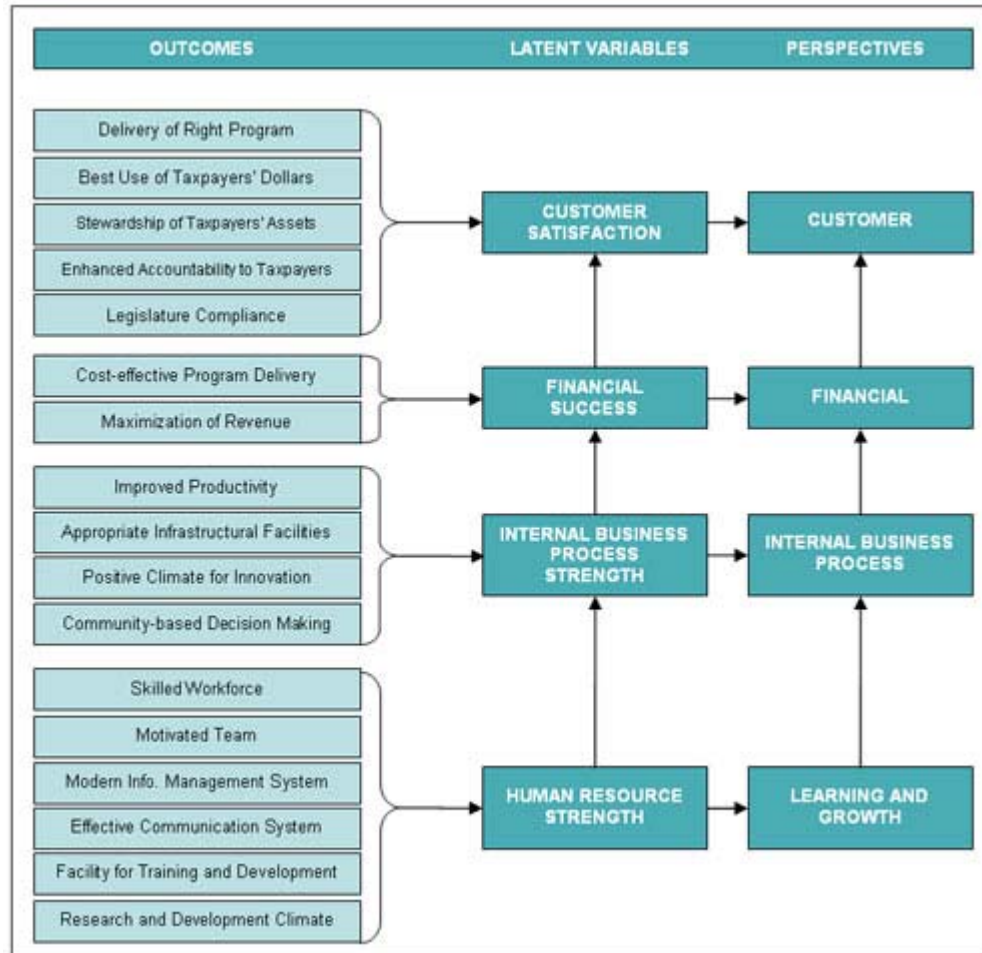 OUTCOMES
LATENT VARIABLES
PERSPECTIVES
Delivery of Right Program
Best Use of Taxpayers' Dollars
Stewardship of Taxpayers' Assets
Enhanced Accountability to Taxpayers
Legislature Compliance
CUSTOMER
SATISFACTION
CUSTOMER
Cost-effective Program Delivery
Maximization of Revenue
FINANCIAL
SUCCESS
FINANCIAL
Improved Productivity
Appropriate Infrastructural Facilities
Positive Climate for Innovation
Community-based Decision Making
INTERNAL BUSINESS
PROCESS
STRENGTH
INTERNAL BUSINESS
PROCESS
Skilled Workforce
Motivated Team
Modern Info. Management System
Effective Communication System
Facility for Training and Development
Research and Development Climate
HUMAN RESOURCE
STRENGTH
LEARNING AND
GROWTH